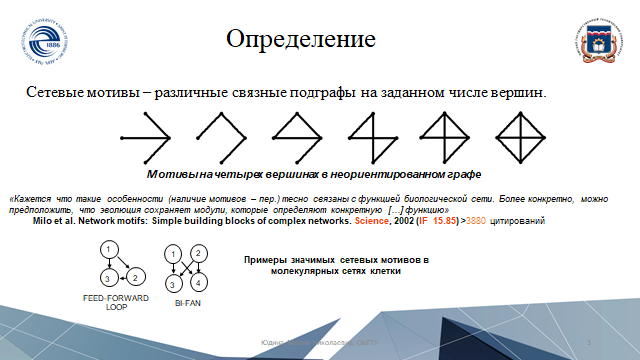 Определение
Сетевые мотивы – различные связные подграфы на заданном числе вершин.
Мотивы на четырех вершинах в неориентированном графе
«Кажется что такие особенности (наличие мотивов – пер.) тесно связаны с функцией биологической сети. Более конкретно, можно
предположить, что эволюция сохраняет модули, которые определяют конкретную [...] функцию»
Milo et al. Network motifs: Simple building blocks of complex networks. Science, 2002 (IF 15.85) >3880 цитирований
1
3 2
FEED-FORWARD
LOOP
1 2
3 4
BI-FAN
Примеры значимых сетевых мотивов в
молекулярных сетях клетки
1886
3